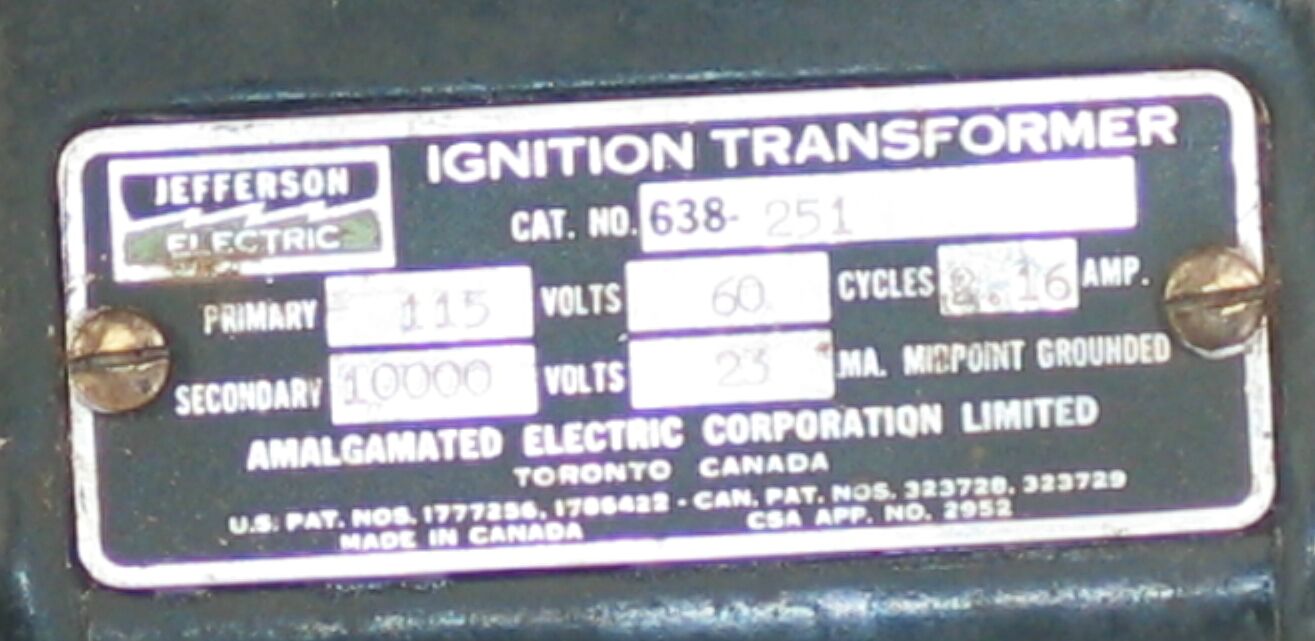 JEFFERSON
ELECTRIC
IGNITION TRANSFORMER
CAT. NO. 638- 251
PRIMARY 115 VOLTS 60 CYCLES 2.16 AMP.
SECONDARY 10000 VOLTS 23 MA. MIDPOINT GROUNDED
AMALGAMATED ELECTRIC CORPORATION LIMITED
TORONTO CANADA
U.S. PAT. NOS. 1777256, 1786422 - CAN. PAT. NOS. 323728, 323729
MADE IN CANADA CSA APP. NO. 2952